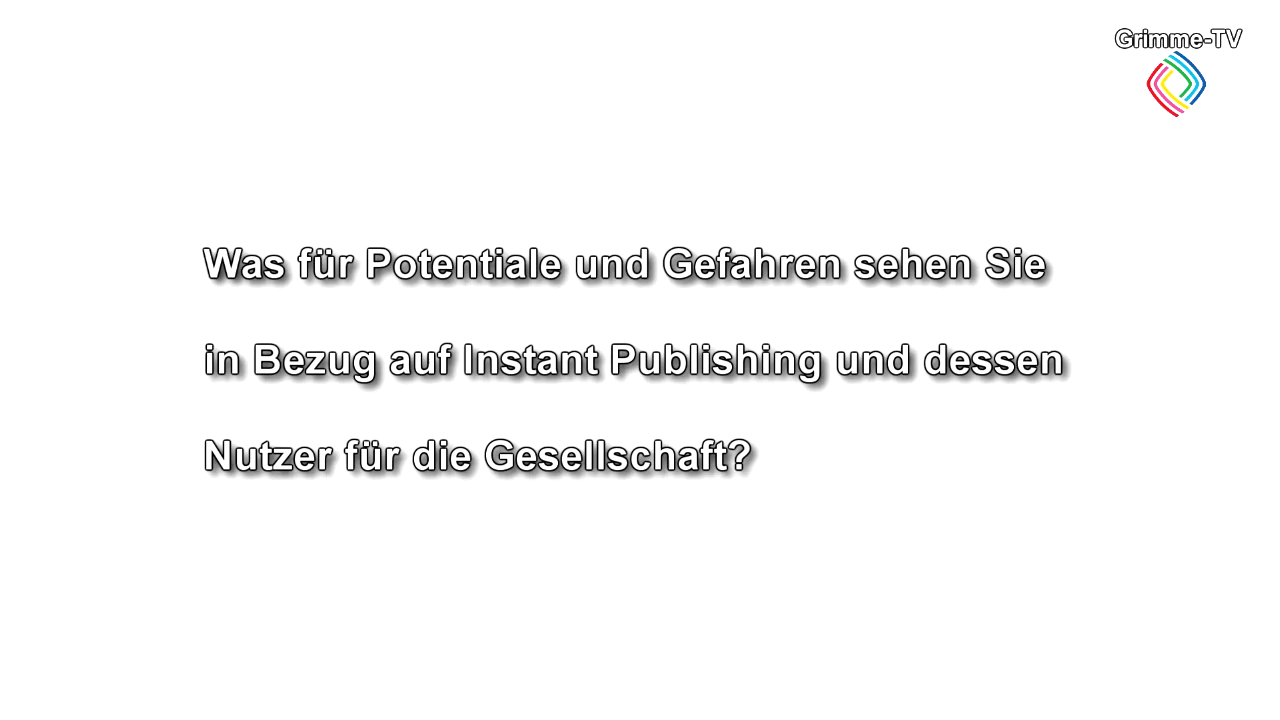 Grimme-TV
Was für Potentiale und Gefahren sehen Sie
in Bezug auf Instant Publishing und dessen
Nutzer für die Gesellschaft?